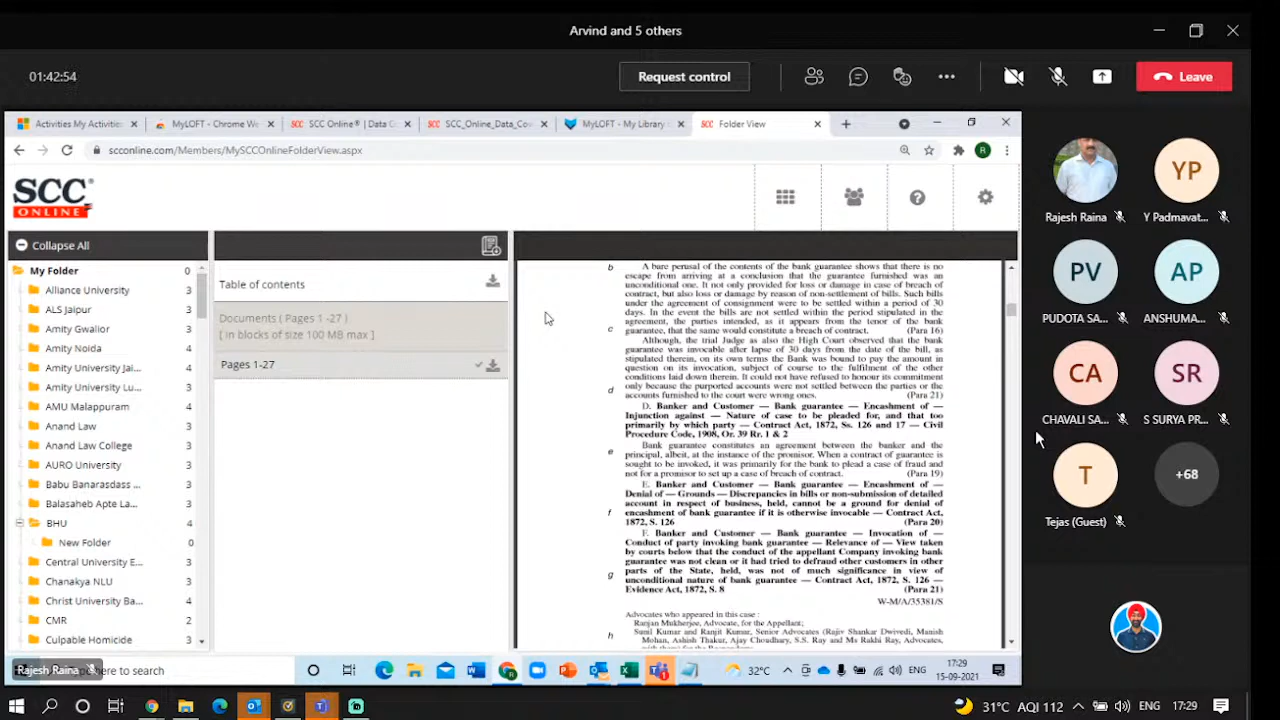 Arvind and 5 others
01:42:54
Request control
Leave
Activities My Activitie
MyLOFT - Chrome We
SCC Online® | Data C
SCC_Online_Data_Cov
MyLOFT - My Library
SCC Folder View
scconline.com/Members/MySCCOnlineFolderView.aspx
R
SCC®
ONLINE
Collapse All
My Folder 0
Alliance University 3
ALS Jaipur 3
Amity Gwalior 3
Amity Noida 4
Amity University Jai... 4
Amity University Lu... 3
AMU Malappuram 4
Anand Law 3
Anand Law College 3
AURO University 3
Babu Banarasdass ... 3
Balasaheb Apte La... 3
BHU 4
New Folder 0
Central University E... 3
Chanakya NLU 3
Christ University Ba... 4
CMR 2
Culpable Homicide 3
Table of contents
Documents ( Pages 1 -27 )
[ In blocks of size 100 MB max ]
Pages 1-27
b A bare perusal of the contents of the bank guarantee shows that there is no
escape from arriving at a conclusion that the guarantee furnished was an
unconditional one. It not only provided for loss or damage in case of breach of
contract, but also loss or damage by reason of non-settlement of bills. Such bills
under the agreement of consignment were to be settled within a period of 30
days. In the event the bills are not settled within the period stipulated in the
c agreement, the parties intended, as it appears from the tenor of the bank
guarantee, that the same would constitute a breach of contract. (Para 16)
Although, the trial Judge as also the High Court observed that the bank
guarantee was invocable after lapse of 30 days from the date of the bill, as
stipulated therein, on its own terms the Bank was bound to pay the amount in
question on its invocation, subject of course to the fulfilment of the other
conditions laid down therein. It could not have refused to honour its commitment
d only because the purported accounts were not settled between the parties or the
accounts furnished to the court were wrong ones. (Para 21)
D. Banker and Customer — Bank guarantee — Encashment of —
Injunction against — Nature of case to be pleaded for, and that too
primarily by which party — Contract Act, 1872, Ss. 126 and 17 — Civil
Procedure Code, 1908, Or. 39 Rr. 1 & 2
e Bank guarantee constitutes an agreement between the banker and the
principal, albeit, at the instance of the promisor. When a contract of guarantee is
sought to be invoked, it was primarily for the bank to plead a case of fraud and
not for a promisor to set up a case of breach of contract. (Para 19)
E. Banker and Customer — Bank guarantee — Encashment of —
Denial of — Grounds — Discrepancies in bills or non-submission of detailed
account in respect of business, held, cannot be a ground for denial of
f encashment of bank guarantee if it is otherwise invocable — Contract Act,
1872, S. 126 (Para 20)
F. Banker and Customer — Bank guarantee — Invocation of —
Conduct of party invoking bank guarantee — Relevance of — View taken
by courts below that the conduct of the appellant Company invoking bank
guarantee was not clean or it had tried to defraud other customers in other
g parts of the State, held, was not of much significance in view of
unconditional nature of bank guarantee — Contract Act, 1872, S. 126 —
Evidence Act, 1872, S. 8 (Para 21)
W-M/A/35381/S
Advocates who appeared in this case :
Ranjan Mukherjee, Advocate, for the Appellant;
Sunil Kumar and Ranjit Kumar, Senior Advocates (Rajiv Shankar Dwivedi, Manish
h Mohan, Ashish Thakur, Ajay Choudhary, S.S. Ray and Ms Rakhi Ray, Advocates,
Rajesh Raina
YP
Y Padmavat...
PV
PUDOTA SA...
AP
ANSHUMA...
CA
CHAVALI SA...
SR
S SURYA PR...
T
Tejas (Guest)
+68
Rajesh Raina
here to search
32°C
ENG
17:29
15-09-2021
31°C AQI 112
ENG
17:29